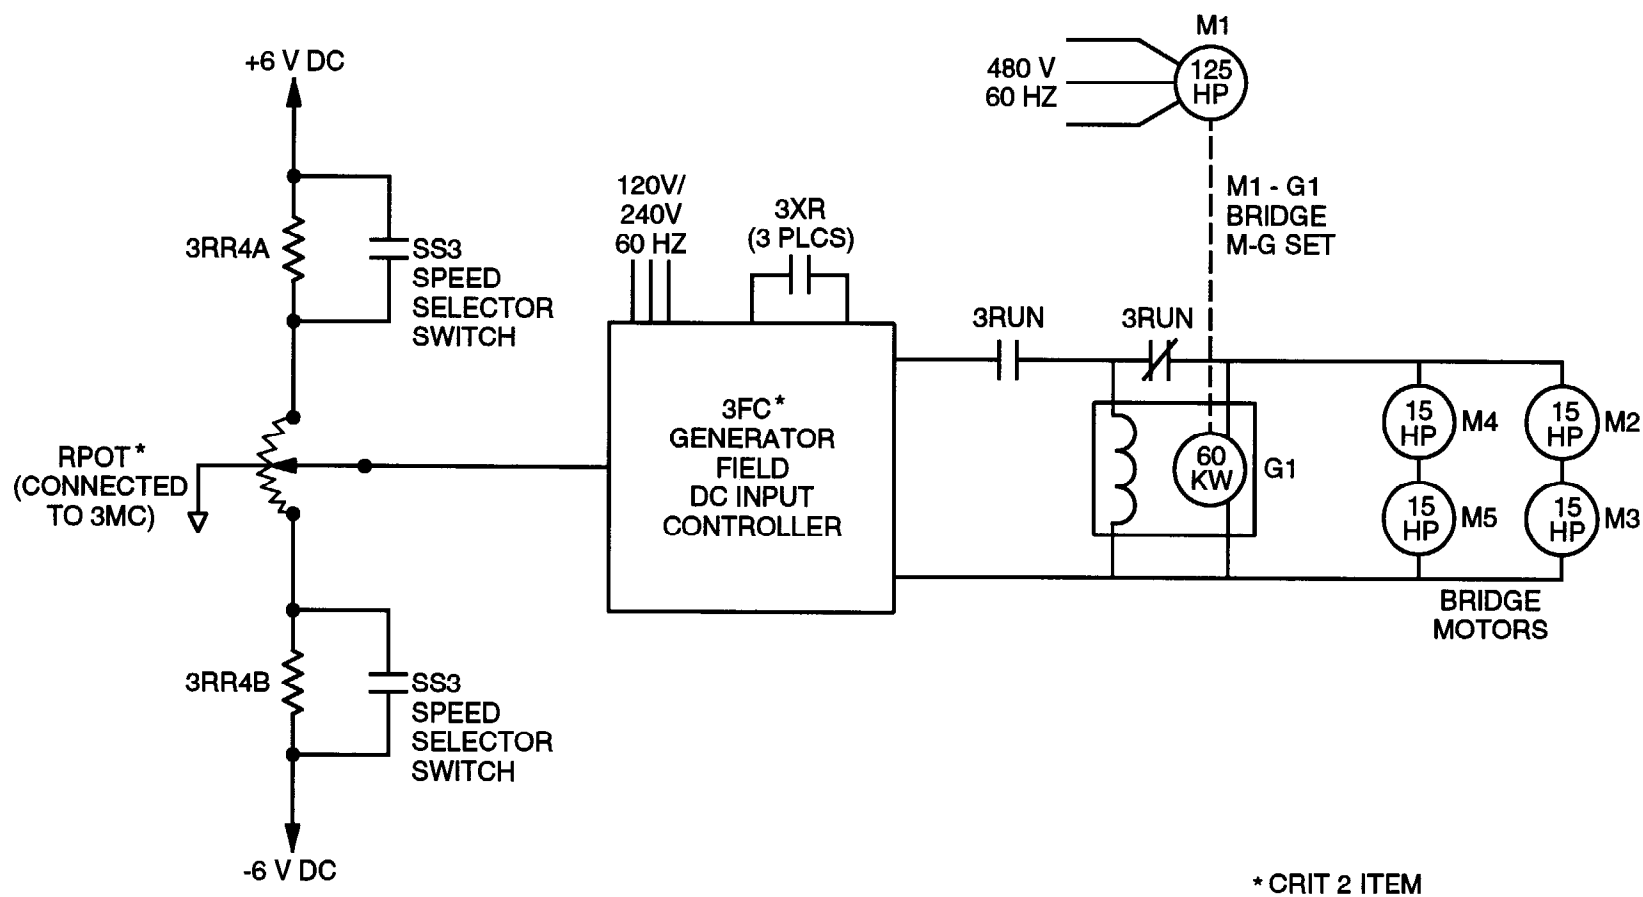 +6 V DC
3RR4A
SS3
SPEED
SELECTOR
SWITCH
RPOT*
(CONNECTED
TO 3MC)
3RR4B
SS3
SPEED
SELECTOR
SWITCH
-6 V DC
120V/
240V
60 HZ
3XR
(3 PLCS)
3FC*
GENERATOR
FIELD
DC INPUT
CONTROLLER
480 V
60 HZ
M1
125
HP
M1 - G1
BRIDGE
M-G SET
3RUN
3RUN
60
KW
G1
15
HP
M4
15
HP
M2
15
HP
M5
15
HP
M3
BRIDGE
MOTORS
* CRIT 2 ITEM